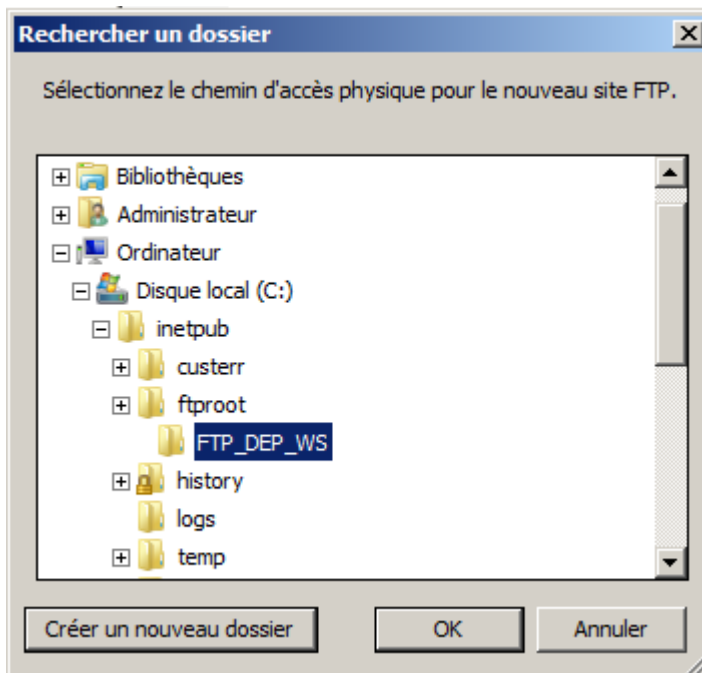 Rechercher un dossier
Sélectionnez le chemin d'accès physique pour le nouveau site FTP.
Bibliothèques
Administrateur
Ordinateur
Disque local (C:)
inetpub
custerr
ftproot
FTP_DEP_WS
history
logs
temp
Créer un nouveau dossier OK Annuler